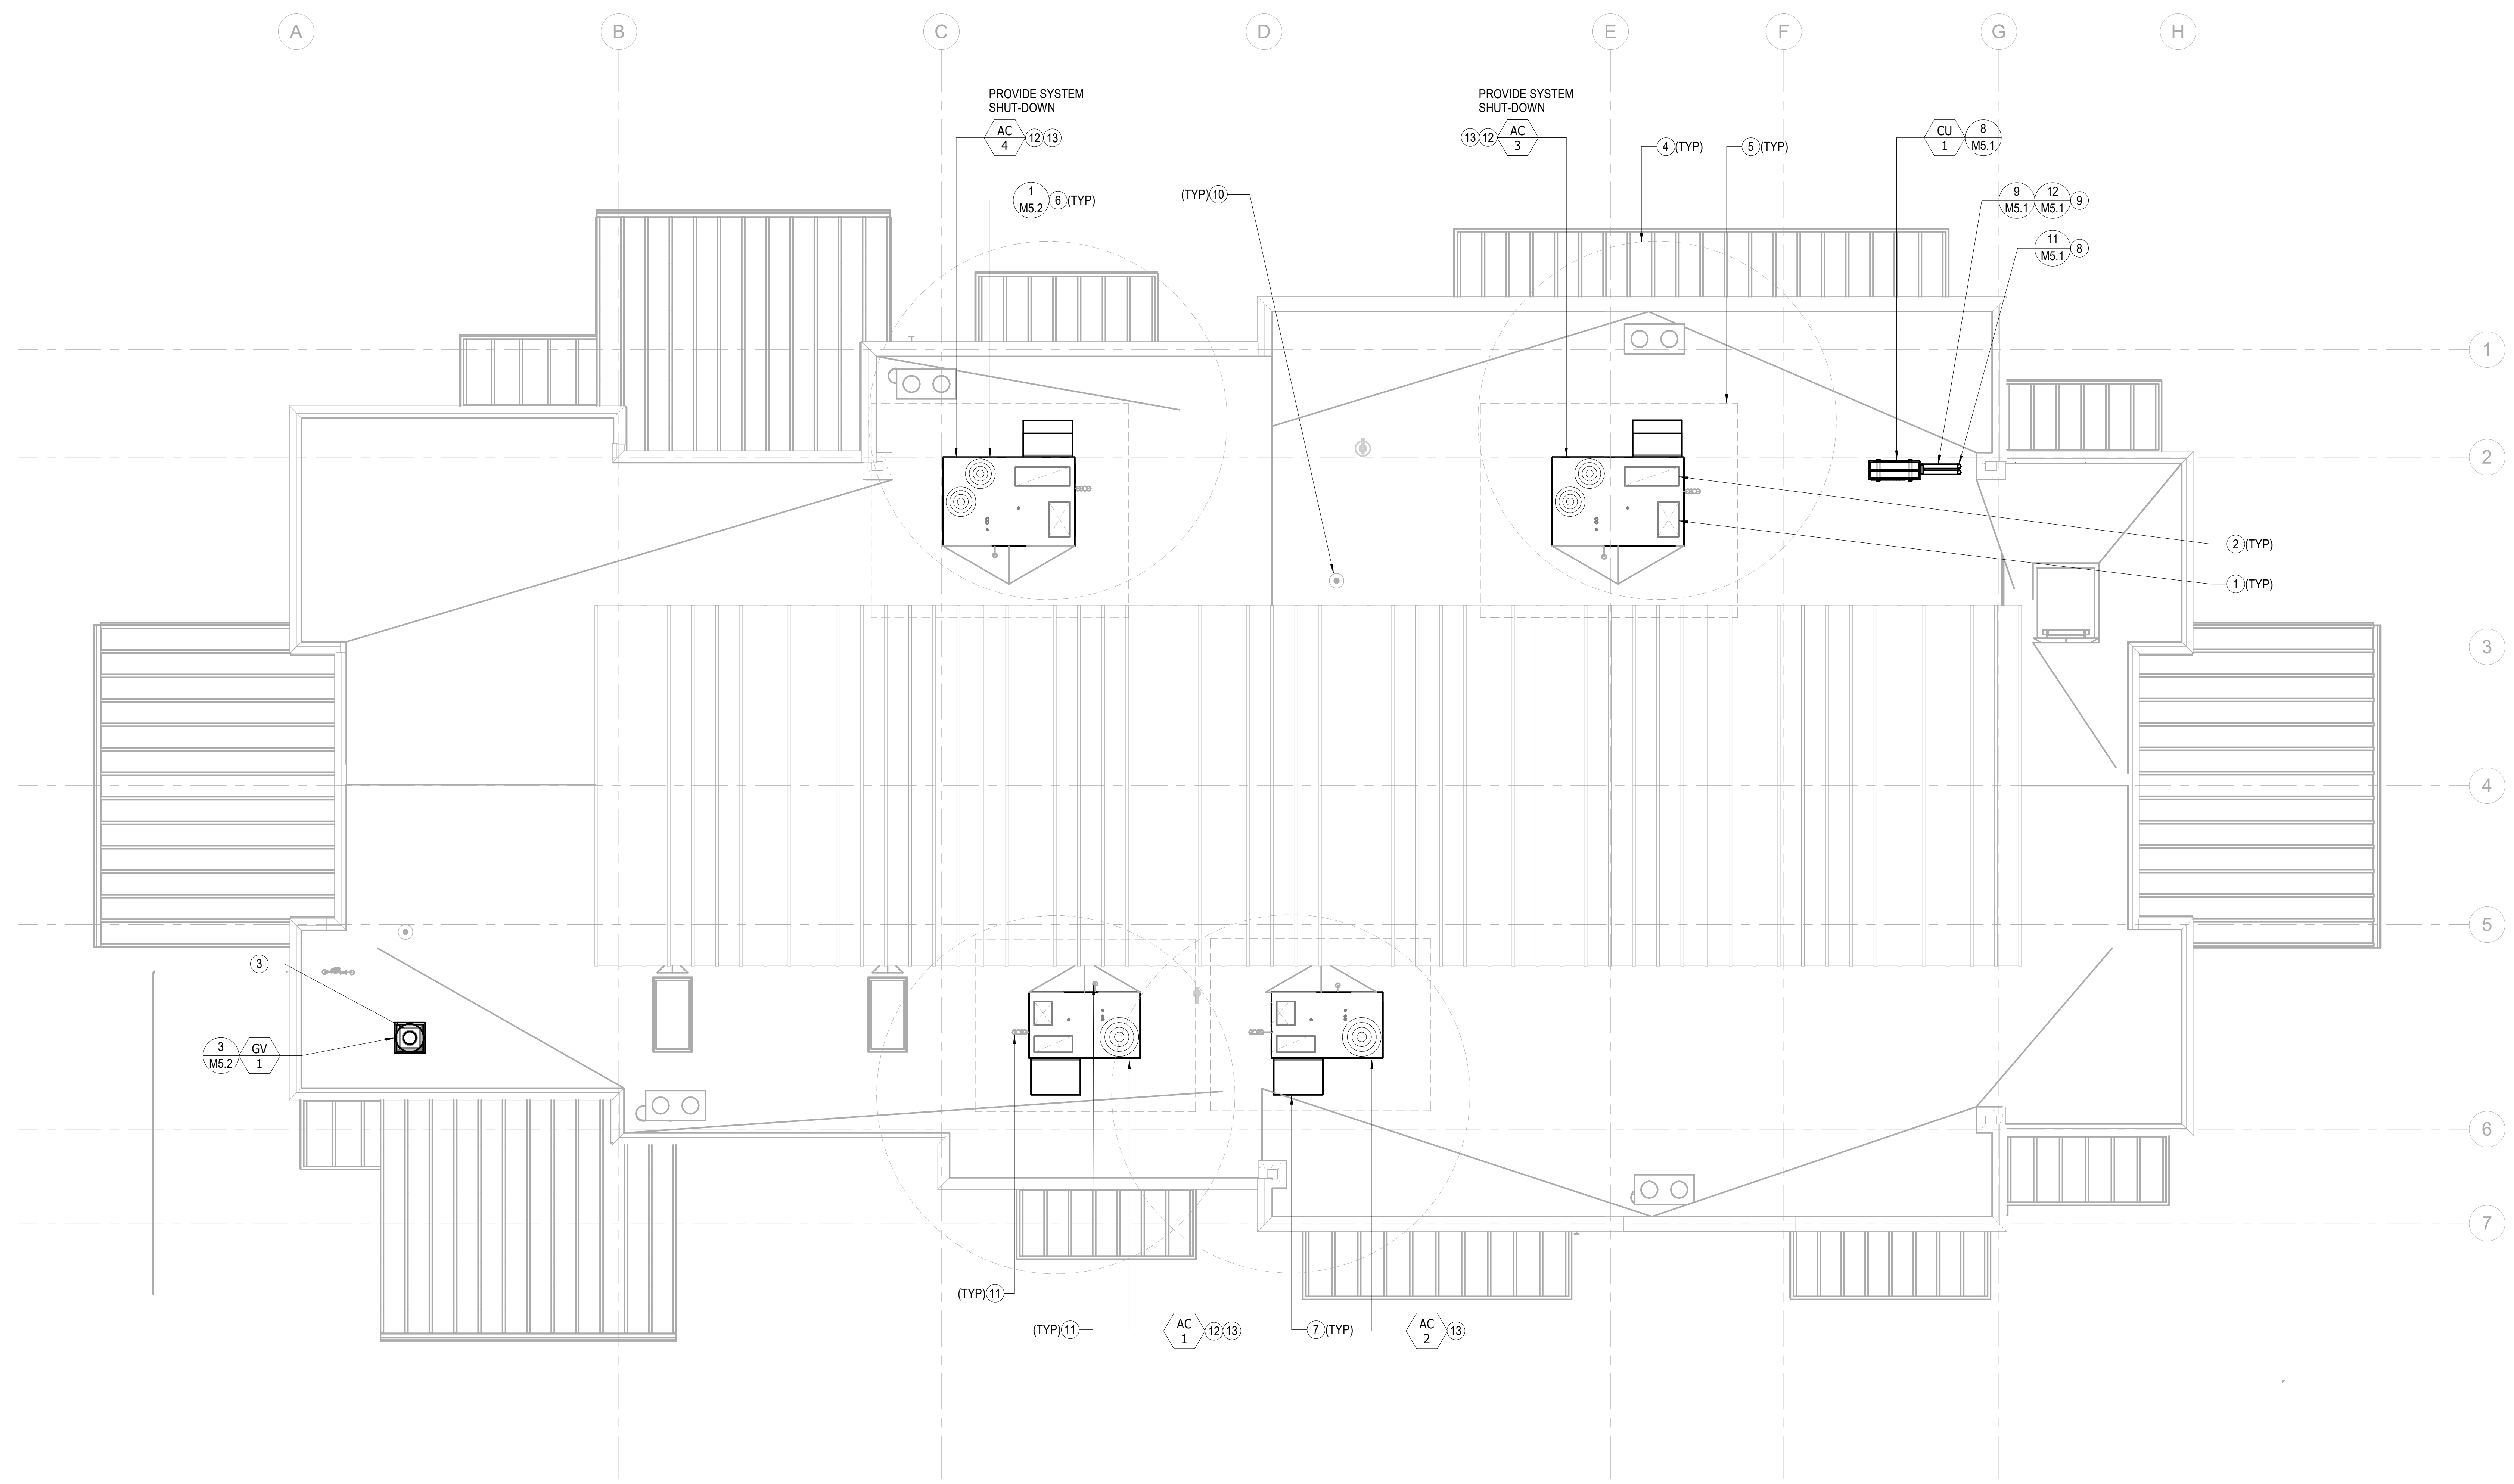 A
B
C
D
E
F
G
H
PROVIDE SYSTEM
SHUT-DOWN
AC
4
12
13
PROVIDE SYSTEM
SHUT-DOWN
13
12
AC
3
4
(TYP)
5
(TYP)
CU
1
8
M5.1
1
M5.2
6
(TYP)
(TYP)
10
9
M5.1
12
M5.1
9
11
M5.1
8
1
2
2
(TYP)
1
(TYP)
3
4
5
3
3
M5.2
GV
1
6
7
(TYP)
11
(TYP)
11
AC
1
12
13
7
(TYP)
AC
2
13